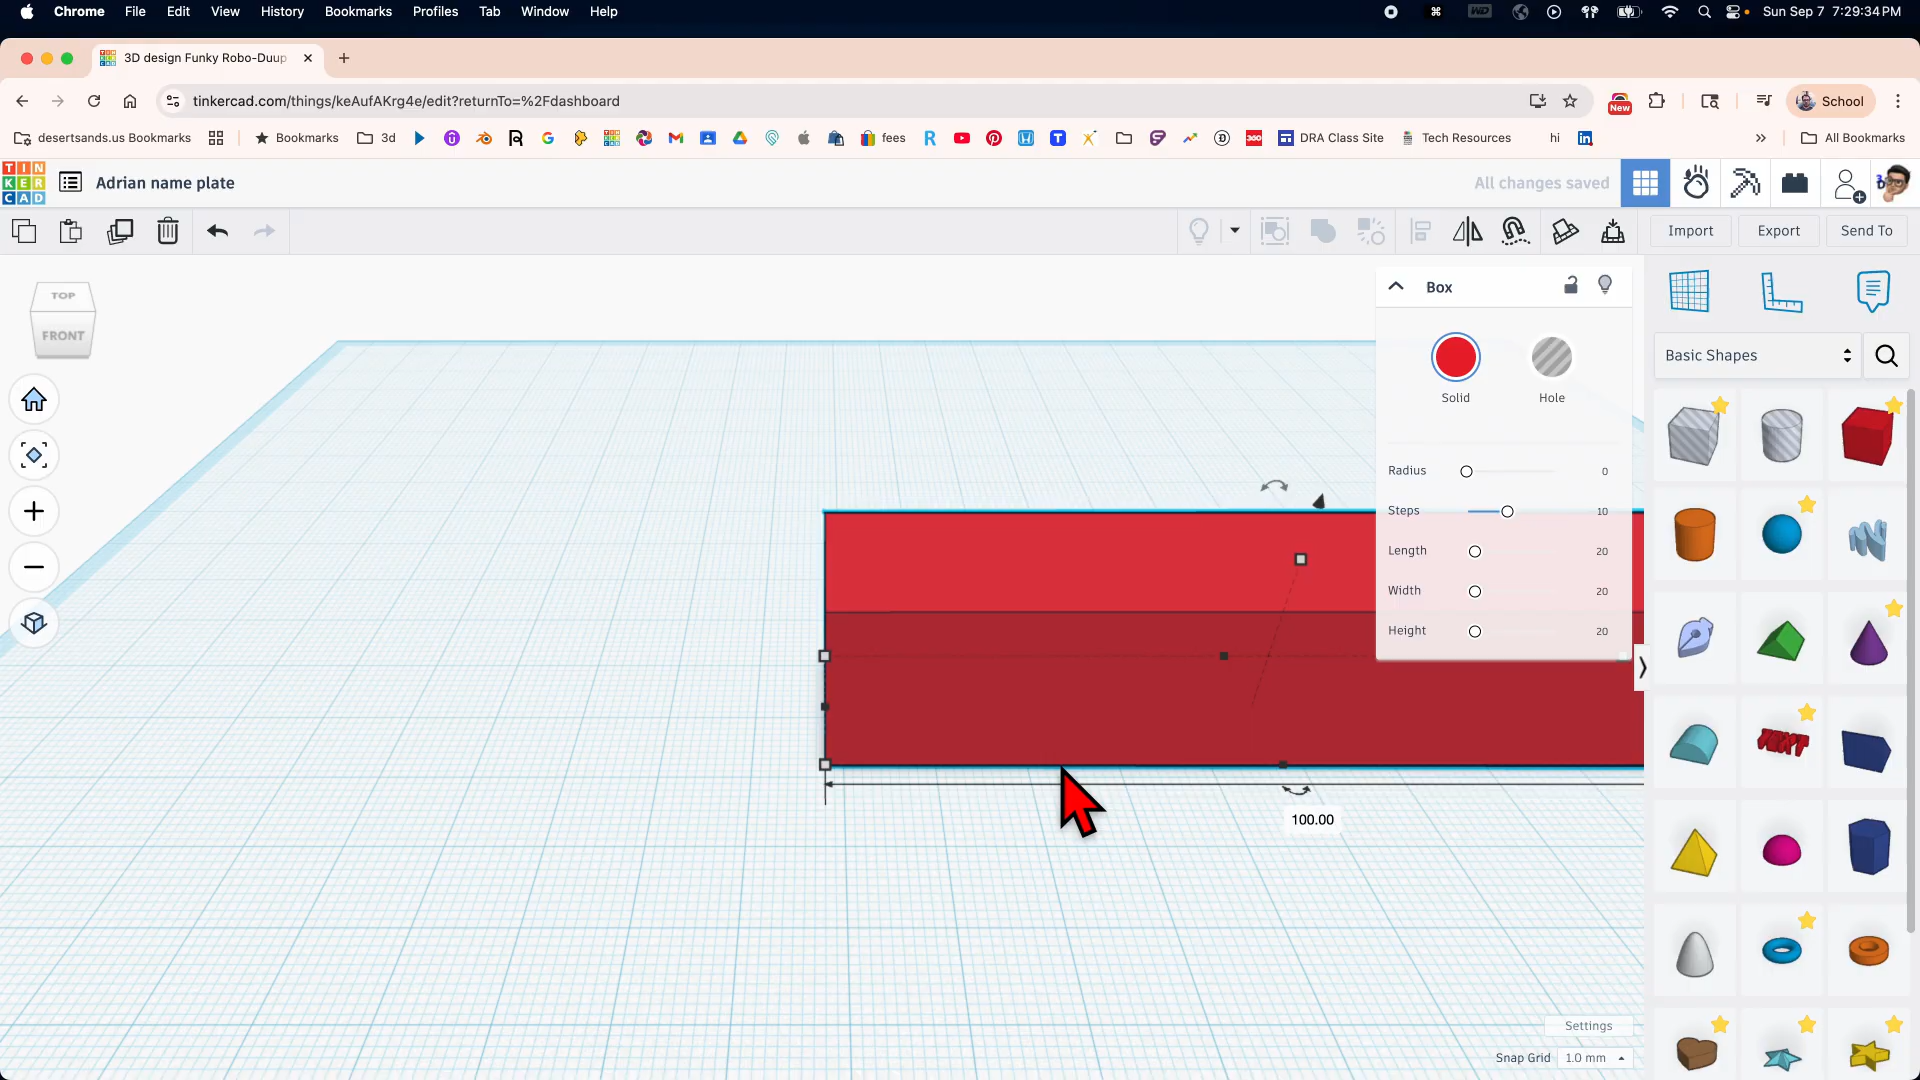 Chrome File Edit View History Bookmarks Profiles Tab Window Help
WD
Sun Sep 7 7:29:34 PM
3D design Funky Robo-Duup
tinkercad.com/things/keAufAKrg4e/edit?returnTo=%2Fdashboard
New
School
desertsands.us Bookmarks
Bookmarks
3d
fees
DRA Class Site
Tech Resources
hi
All Bookmarks
TINKERCAD
Adrian name plate
All changes saved
Import
Export
Send To
TOP
FRONT
Box
Solid
Hole
Radius 0
Steps 10
Length 20
Width 20
Height 20
100.00
Basic Shapes
TEXT
Settings
Snap Grid 1.0 mm